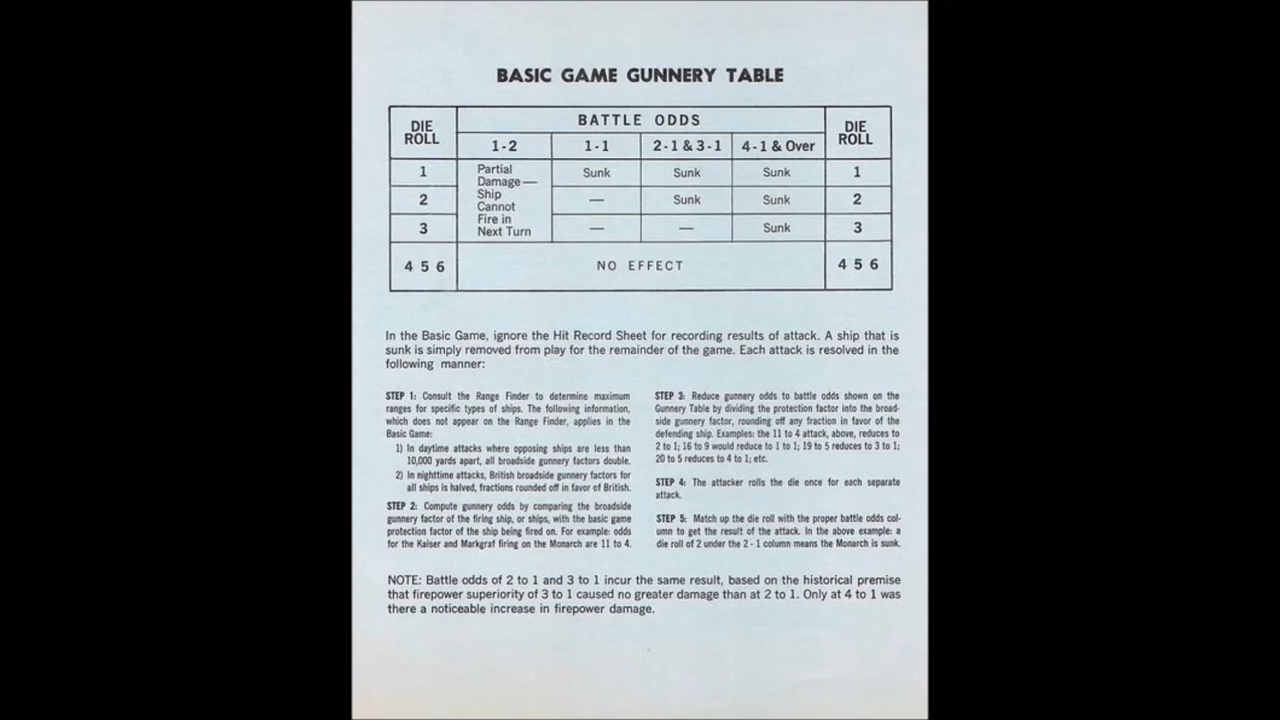 BASIC GAME GUNNERY TABLE
DIE ROLL BATTLE ODDS DIE ROLL
1-2 1-1 2-1 & 3-1 4-1 & Over
1 Partial Damage— Ship Cannot Fire in Next Turn Sunk Sunk Sunk 1
2 — Sunk Sunk 2
3 — — Sunk 3
4 5 6 NO EFFECT 4 5 6
In the Basic Game, ignore the Hit Record Sheet for recording results of attack. A ship that is
sunk is simply removed from play for the remainder of the game. Each attack is resolved in the
following manner:
STEP 1: Consult the Range Finder to determine maximum
ranges for specific types of ships. The following information,
which does not appear on the Range Finder, applies in the
Basic Game:
1) In daytime attacks where opposing ships are less than
10,000 yards apart, all broadside gunnery factors double.
2) In nighttime attacks, British broadside gunnery factors for
all ships is halved, fractions rounded off in favor of British.
STEP 2: Compute gunnery odds by comparing the broadside
gunnery factor of the firing ship, or ships, with the basic game
protection factor of the ship being fired on. For example: odds
for the Kaiser and Markgraf firing on the Monarch are 11 to 4.
STEP 3: Reduce gunnery odds to battle odds shown on the
Gunnery Table by dividing the protection factor into the broad-
side gunnery factor, rounding off any fraction in favor of the
defending ship. Examples: the 11 to 4 attack, above, reduces to
2 to 1; 16 to 9 would reduce to 1 to 1; 19 to 5 reduces to 3 to 1;
20 to 5 reduces to 4 to 1; etc.
STEP 4: The attacker rolls the die once for each separate
attack.
STEP 5: Match up the die roll with the proper battle odds col-
umn to get the result of the attack. In the above example: a
die roll of 2 under the 2 - 1 column means the Monarch is sunk.
NOTE: Battle odds of 2 to 1 and 3 to 1 incur the same result, based on the historical premise
that firepower superiority of 3 to 1 caused no greater damage than at 2 to 1. Only at 4 to 1 was
there a noticeable increase in firepower damage.